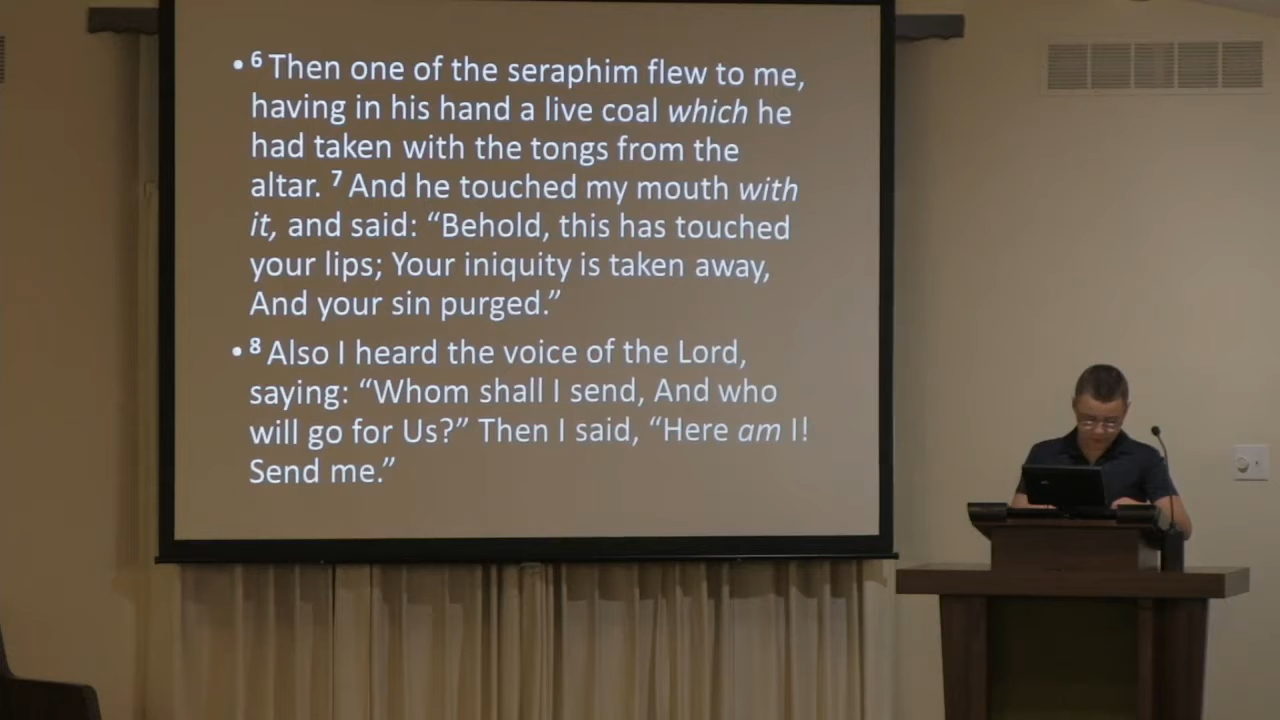 • ⁶ Then one of the seraphim flew to me,
having in his hand a live coal which he
had taken with the tongs from the
altar. ⁷ And he touched my mouth with
it, and said: “Behold, this has touched
your lips; Your iniquity is taken away,
And your sin purged.”
• ⁸ Also I heard the voice of the Lord,
saying: “Whom shall I send, And who
will go for Us?” Then I said, “Here am I!
Send me.”